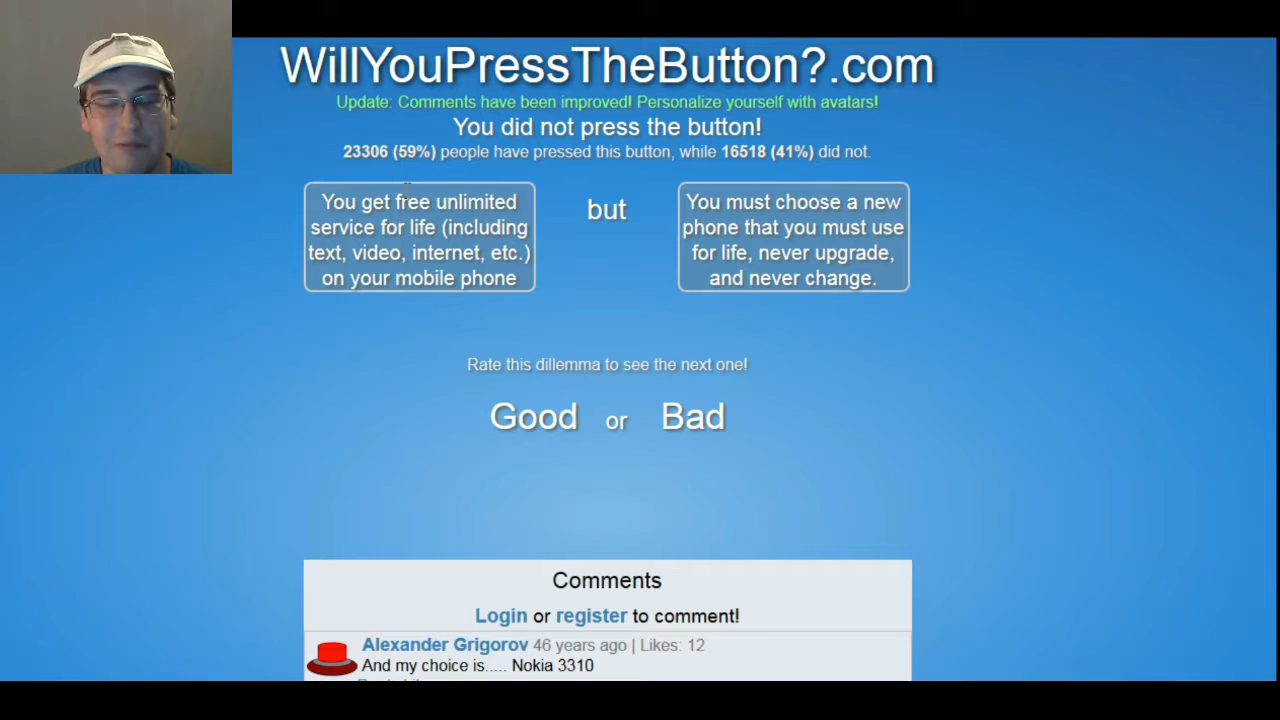 WillYouPressTheButton?.com
Update: Comments have been improved! Personalize yourself with avatars!
You did not press the button!
23306 (59%) people have pressed this button, while 16518 (41%) did not.
You get free unlimited
service for life (including
text, video, internet, etc.)
on your mobile phone
but
You must choose a new
phone that you must use
for life, never upgrade,
and never change.
Rate this dillemma to see the next one!
Good or Bad
Comments
Login or register to comment!
Alexander Grigorov 46 years ago | Likes: 12
And my choice is..... Nokia 3310